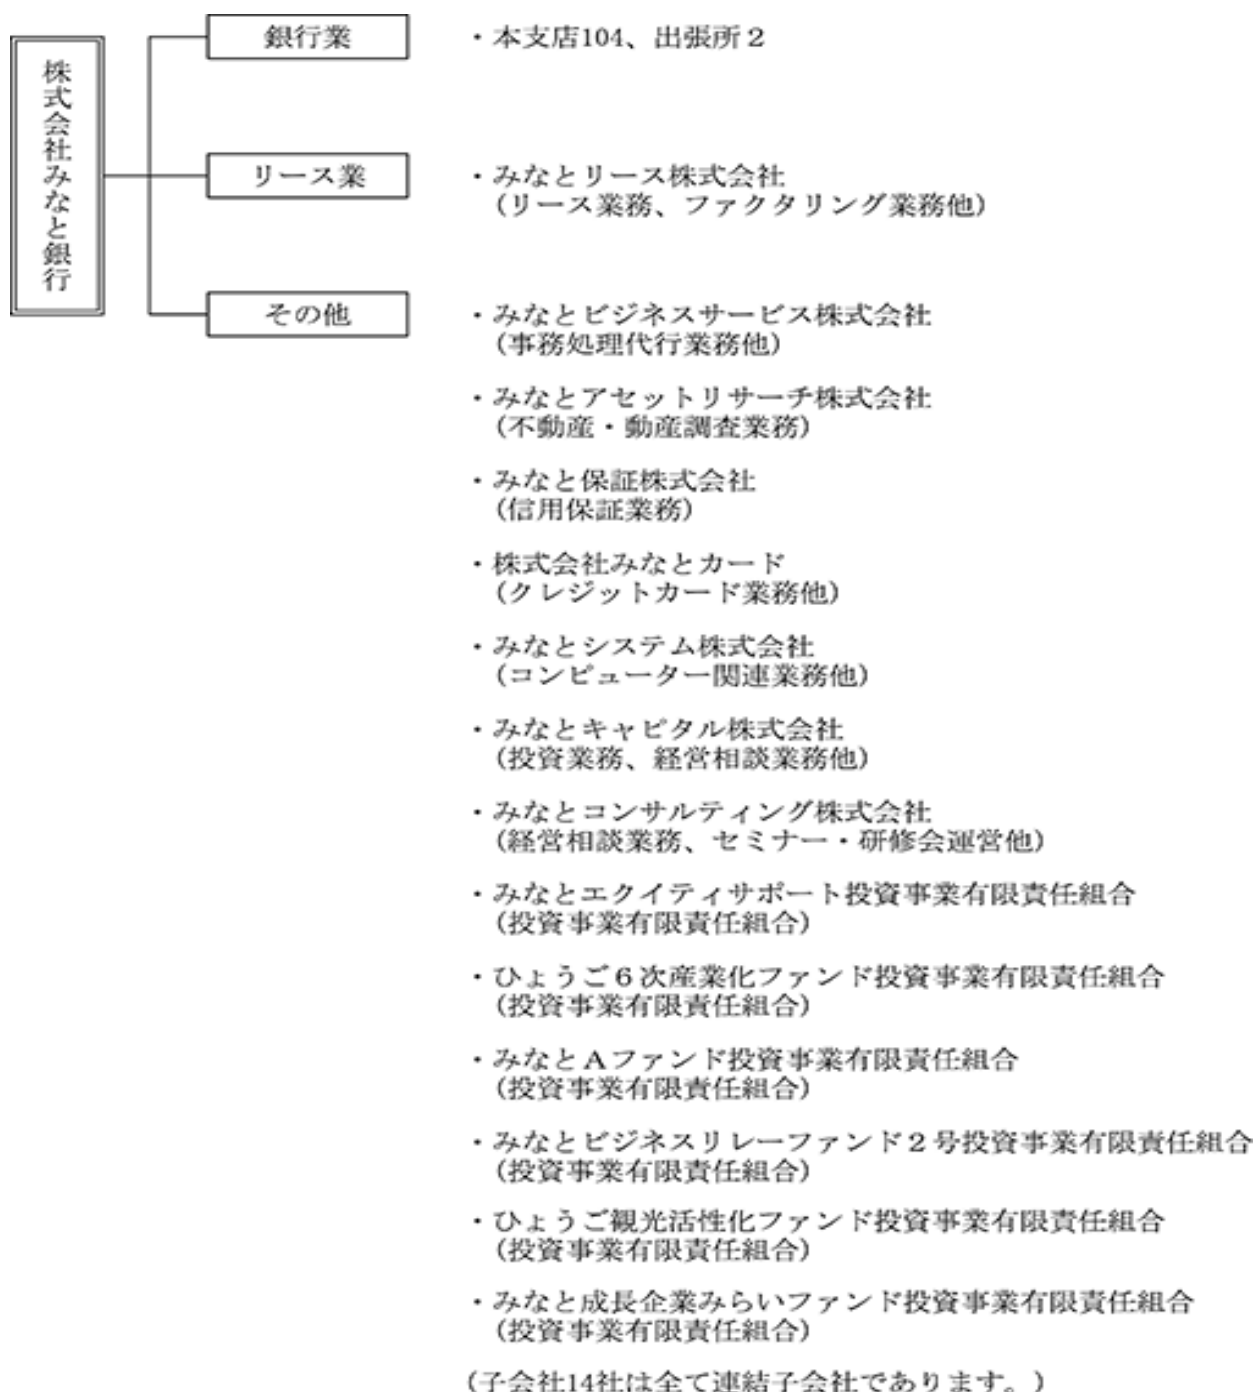 株式会社みなと銀行
銀行業
・本支店104、出張所２
リース業
・みなとリース株式会社
（リース業務、ファクタリング業務他）
その他
・みなとビジネスサービス株式会社
（事務処理代行業務他）
・みなとアセットリサーチ株式会社
（不動産・動産調査業務）
・みなと保証株式会社
（信用保証業務）
・株式会社みなとカード
（クレジットカード業務他）
・みなとシステム株式会社
（コンピューター関連業務他）
・みなとキャピタル株式会社
（投資業務、経営相談業務他）
・みなとコンサルティング株式会社
（経営相談業務、セミナー・研修会運営他）
・みなとエクイティサポート投資事業有限責任組合
（投資事業有限責任組合）
・ひょうご６次産業化ファンド投資事業有限責任組合
（投資事業有限責任組合）
・みなとＡファンド投資事業有限責任組合
（投資事業有限責任組合）
・みなとビジネスリレーファンド２号投資事業有限責任組合
（投資事業有限責任組合）
・ひょうご観光活性化ファンド投資事業有限責任組合
（投資事業有限責任組合）
・みなと成長企業みらいファンド投資事業有限責任組合
（投資事業有限責任組合）
（子会社14社は全て連結子会社であります。）